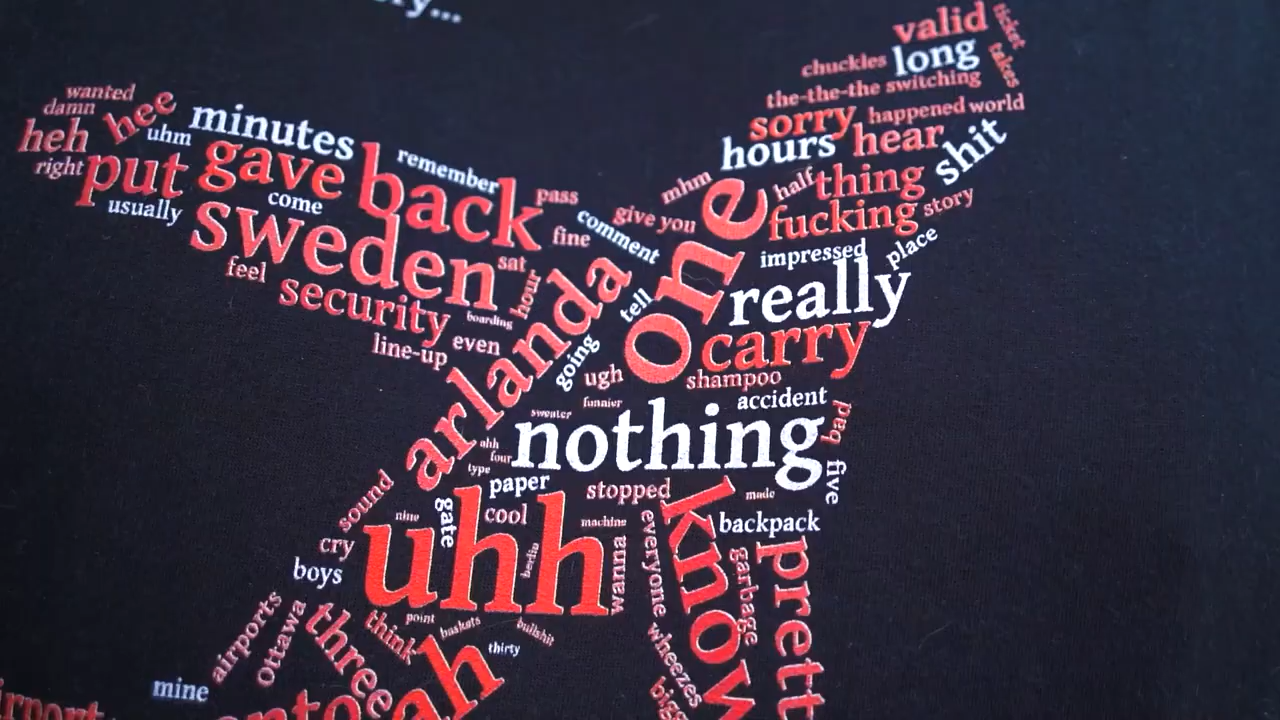 valid
ticket
long
takes
chuckles
the-the-the switching
wanted
damn
hee
heh
uhm
minutes
sorry
happened world
hours
hear
shit
right
put
gave
back
remember
pass
mhm
half
thing
usually
come
sweden
comment
give you
one
fucking
story
fine
impressed
place
feel
sat
hour
security
boarding
arlanda
tell
really
line-up
even
going
carry
ugh
shampoo
sweater
funnier
accident
bag
nothing
ahh
four
type
five
paper
stopped
made
sound
nine
gate
cool
machine
know
backpack
cry
uhh
berlin
wanna
everyone
garbage
boys
airports
ottawa
three
think
point
baskets
bullshit
thirty
wheezes
mine